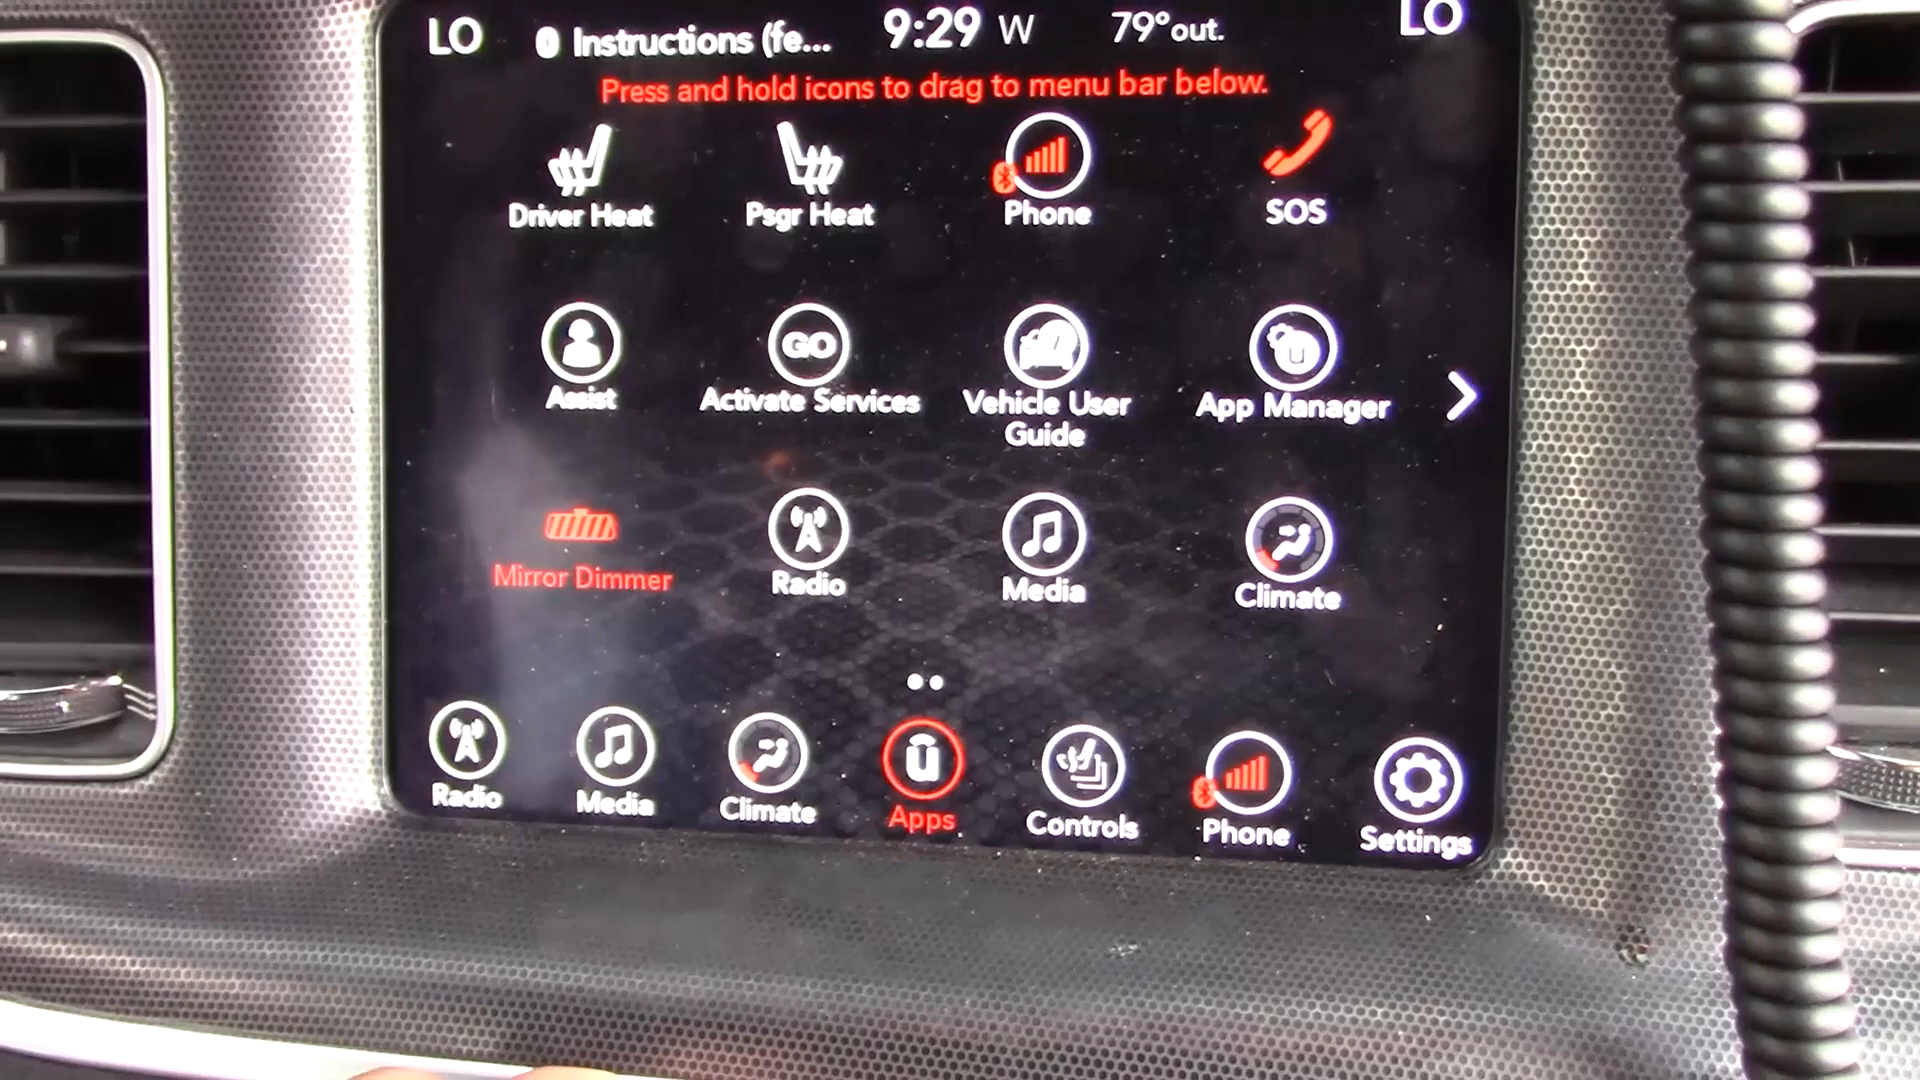 LO Instructions (fe... 9:29 W 79°out. LO
Press and hold icons to drag to menu bar below.
Driver Heat Psgr Heat Phone SOS
GO
Assist Activate Services Vehicle User Guide App Manager
Mirror Dimmer Radio Media Climate
Radio Media Climate Apps Controls Phone Settings